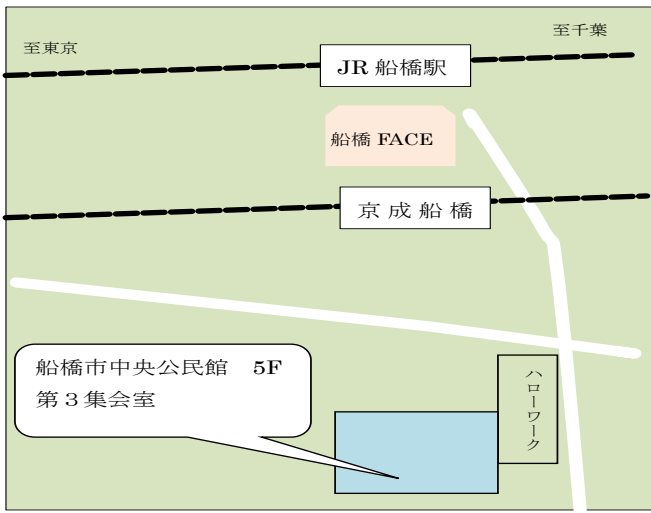 至東京
至千葉
JR 船橋駅
船橋 FACE
京成船橋
船橋市中央公民館　5F
第３集会室
ハローワーク